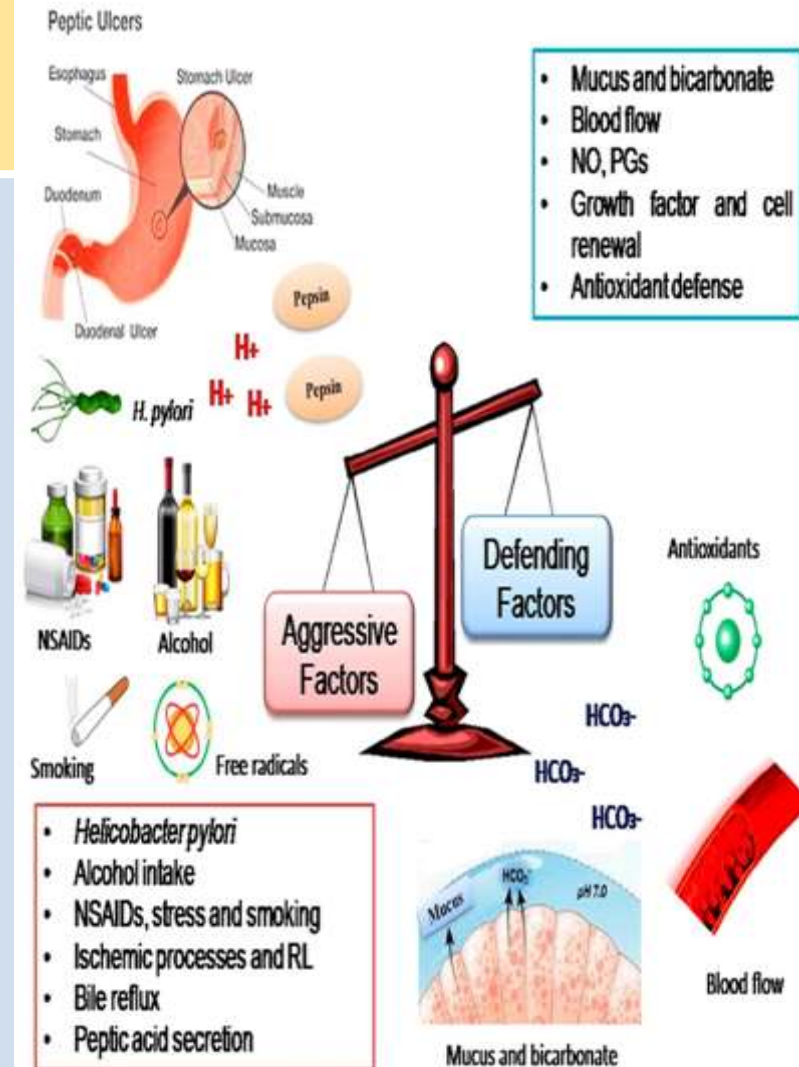 Peptic Ulcers
Esophagus
Stomach Ulcer
Stomach
Duodenum
Muscle
Submucosa
Mucosa
Duodenal Ulcer
• Mucus and bicarbonate
• Blood flow
• NO, PGs
• Growth factor and cell
renewal
• Antioxidant defense
Pepsin
H+
Pepsin
H+
H+
H. pylori
NSAIDs
Alcohol
Aggressive
Factors
Defending
Factors
Antioxidants
Smoking
Free radicals
HCO₃-
HCO₃-
HCO₃-
• Helicobacter pylori
• Alcohol intake
• NSAIDs, stress and smoking
• Ischemic processes and RL
• Bile reflux
• Peptic acid secretion
Mucus
HCO₃⁻
pH 7.0
Blood flow
Mucus and bicarbonate